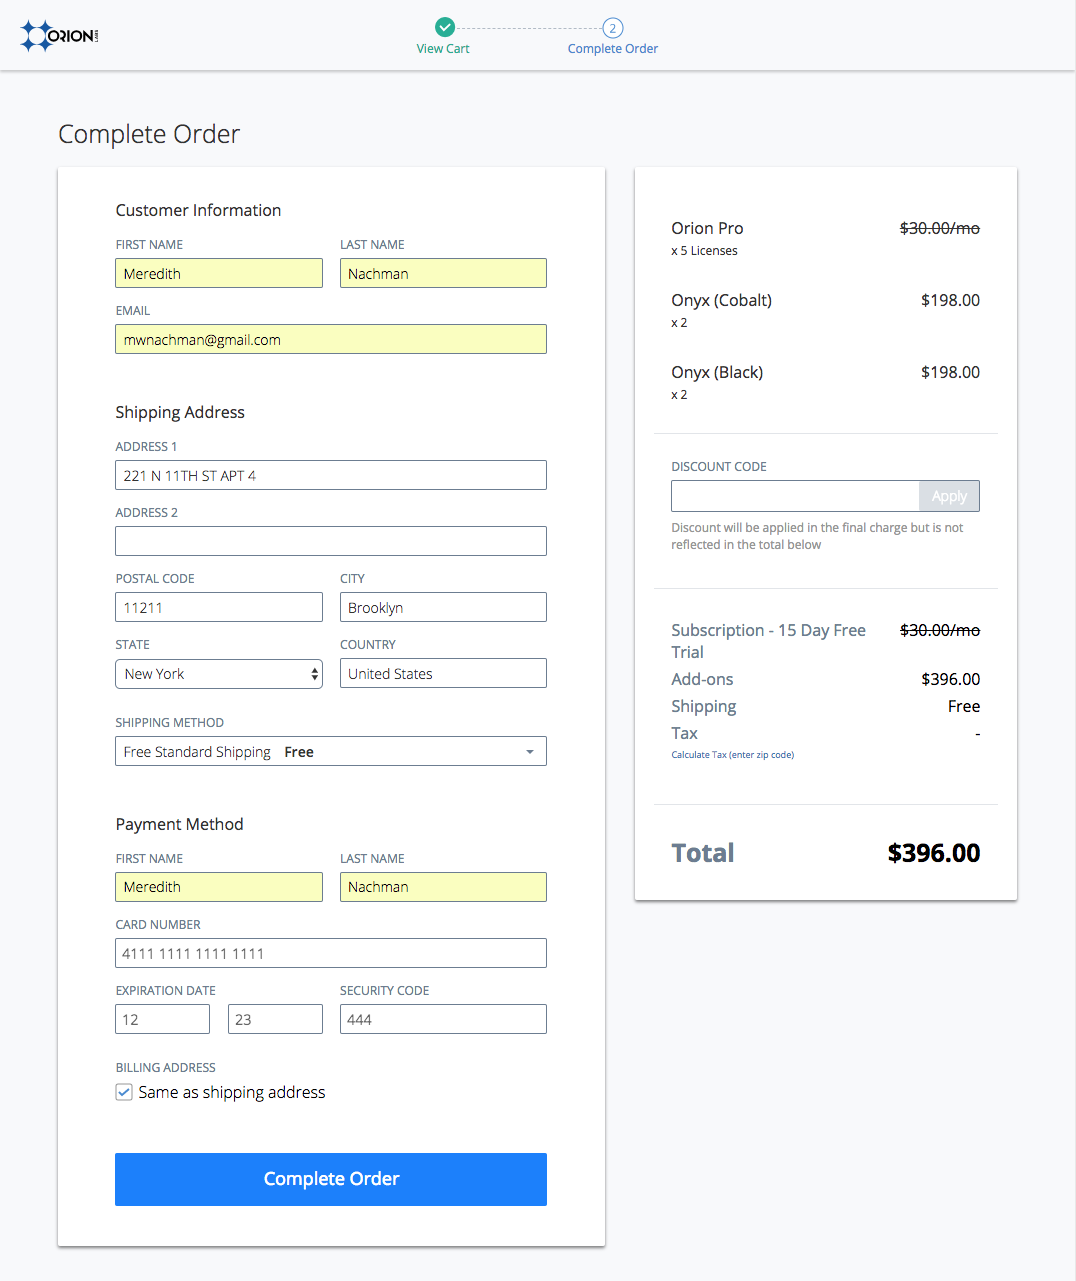 ORION LABS
2
View Cart
Complete Order
Complete Order
Customer Information
FIRST NAME
LAST NAME
Meredith
Nachman
EMAIL
mwnachman@gmail.com
Shipping Address
ADDRESS 1
221 N 11TH ST APT 4
ADDRESS 2
POSTAL CODE
CITY
11211
Brooklyn
STATE
COUNTRY
New York
United States
SHIPPING METHOD
Free Standard Shipping Free
Payment Method
FIRST NAME
LAST NAME
Meredith
Nachman
CARD NUMBER
4111 1111 1111 1111
EXPIRATION DATE
SECURITY CODE
12
23
444
BILLING ADDRESS
Same as shipping address
Complete Order
Orion Pro
$30.00/mo
x 5 Licenses
Onyx (Cobalt)
$198.00
x 2
Onyx (Black)
$198.00
x 2
DISCOUNT CODE
Apply
Discount will be applied in the final charge but is not
reflected in the total below
Subscription - 15 Day Free
Trial
$30.00/mo
Add-ons
$396.00
Shipping
Free
Tax
-
Calculate Tax (enter zip code)
Total
$396.00